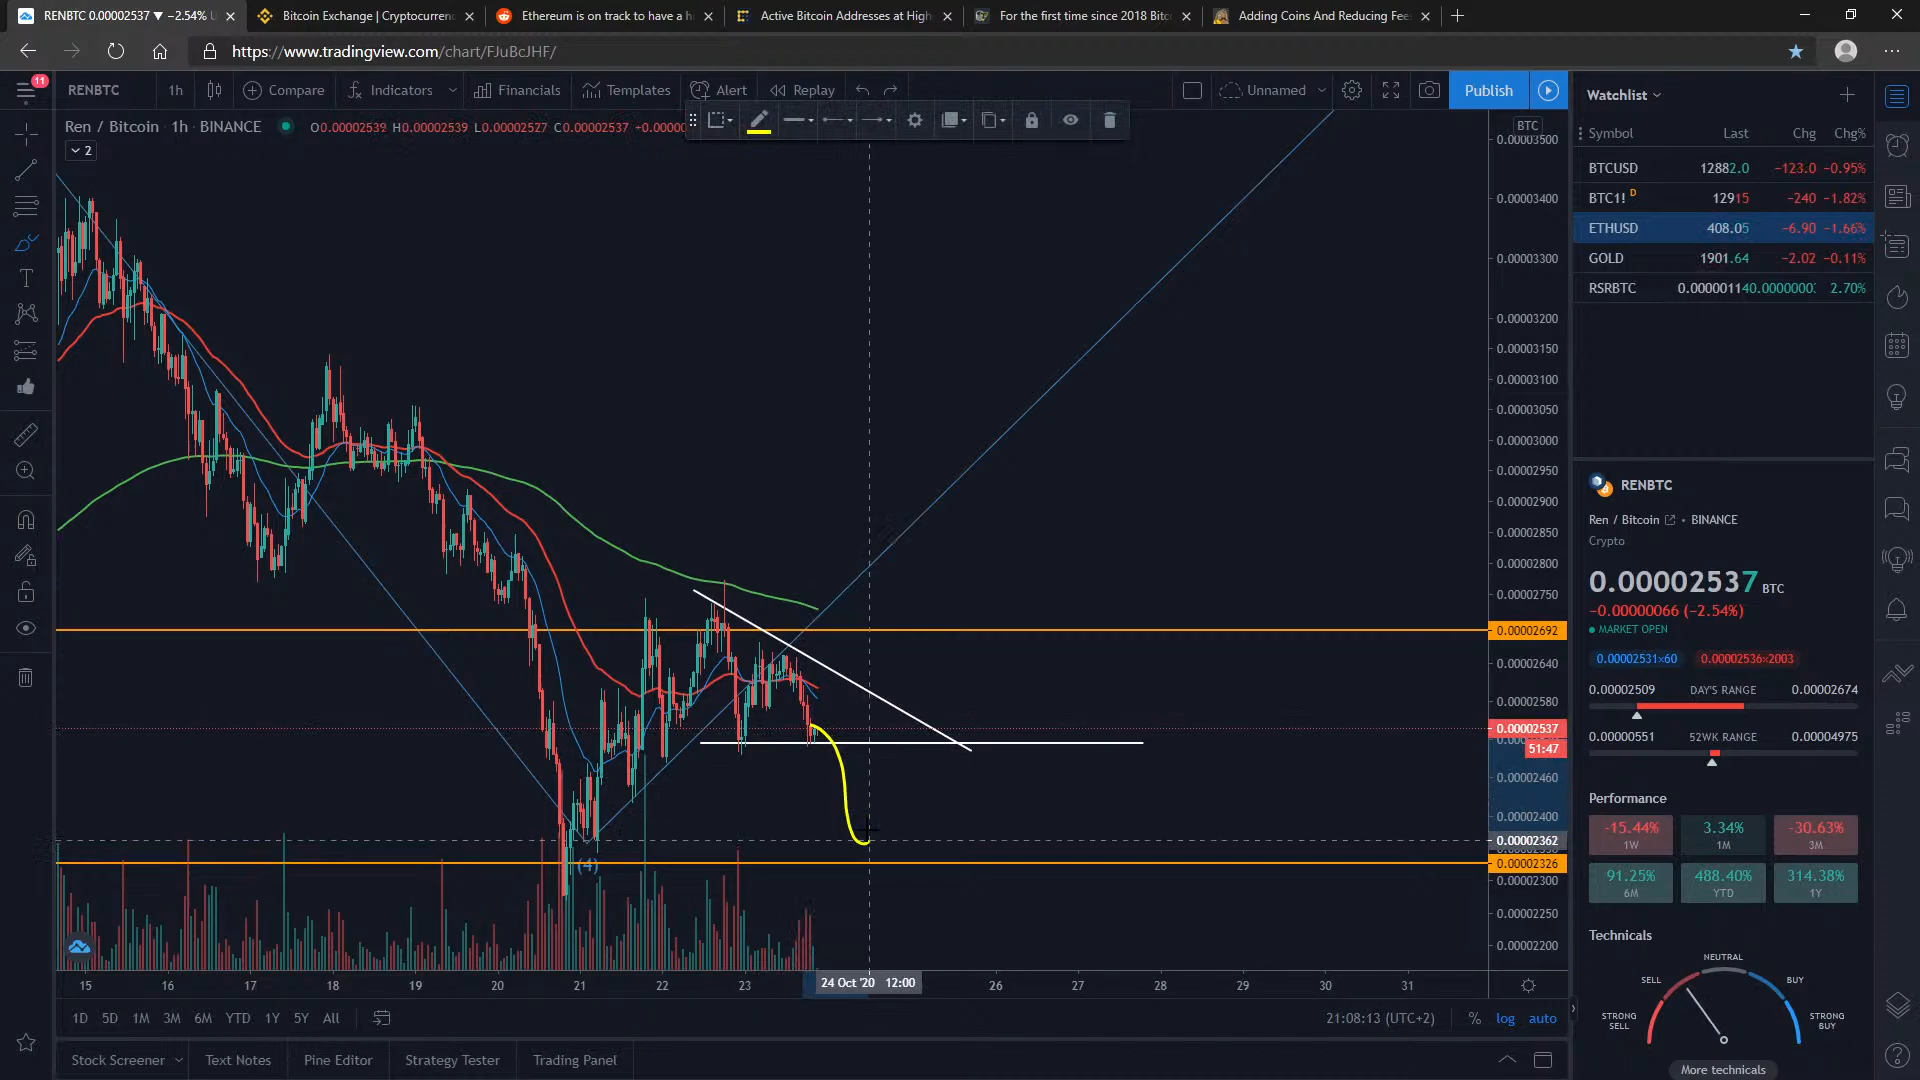 RENBTC 0.00002537 ▼ −2.54% U
Bitcoin Exchange | Cryptocurrenc
Ethereum is on track to have a h
Active Bitcoin Addresses at High
For the first time since 2018 Bitc
Adding Coins And Reducing Fee
https://www.tradingview.com/chart/FJuBcJHF/
11
RENBTC
1h
Compare
Indicators
Financials
Templates
Alert
Replay
Unnamed
Publish
Ren / Bitcoin · 1h · BINANCE
O0.00002539 H0.00002539 L0.00002527 C0.00002537 +0.0000
2
BTC
0.00003500
0.00003400
0.00003300
0.00003200
0.00003150
0.00003100
0.00003050
0.00003000
0.00002950
0.00002900
0.00002850
0.00002800
0.00002750
0.00002692
0.00002640
0.00002580
0.00002537
51:47
0.00002460
0.00002400
0.00002362
0.00002326
0.00002300
0.00002250
0.00002200
(4)
15 16 17 18 19 20 21 22 23 24 Oct '20 12:00 26 27 28 29 30 31
1D 5D 1M 3M 6M YTD 1Y 5Y All
21:08:13 (UTC+2)
% log auto
Stock Screener
Text Notes
Pine Editor
Strategy Tester
Trading Panel
Watchlist
Symbol Last Chg Chg%
BTCUSD 12882.0 −123.0 −0.95%
BTC1! D 12915 −240 −1.82%
ETHUSD 408.05 −6.90 −1.66%
GOLD 1901.64 −2.02 −0.11%
RSRBTC 0.00000114 0.0000000 2.70%
RENBTC
Ren / Bitcoin • BINANCE
Crypto
0.00002537 BTC
−0.00000066 (−2.54%)
MARKET OPEN
0.00002531×60 0.00002536×2003
0.00002509 DAY'S RANGE 0.00002674
0.00000551 52WK RANGE 0.00004975
Performance
-15.44% 3.34% -30.63%
1W 1M 3M
91.25% 488.40% 314.38%
6M YTD 1Y
Technicals
NEUTRAL
SELL BUY
STRONG SELL
STRONG BUY
More technicals